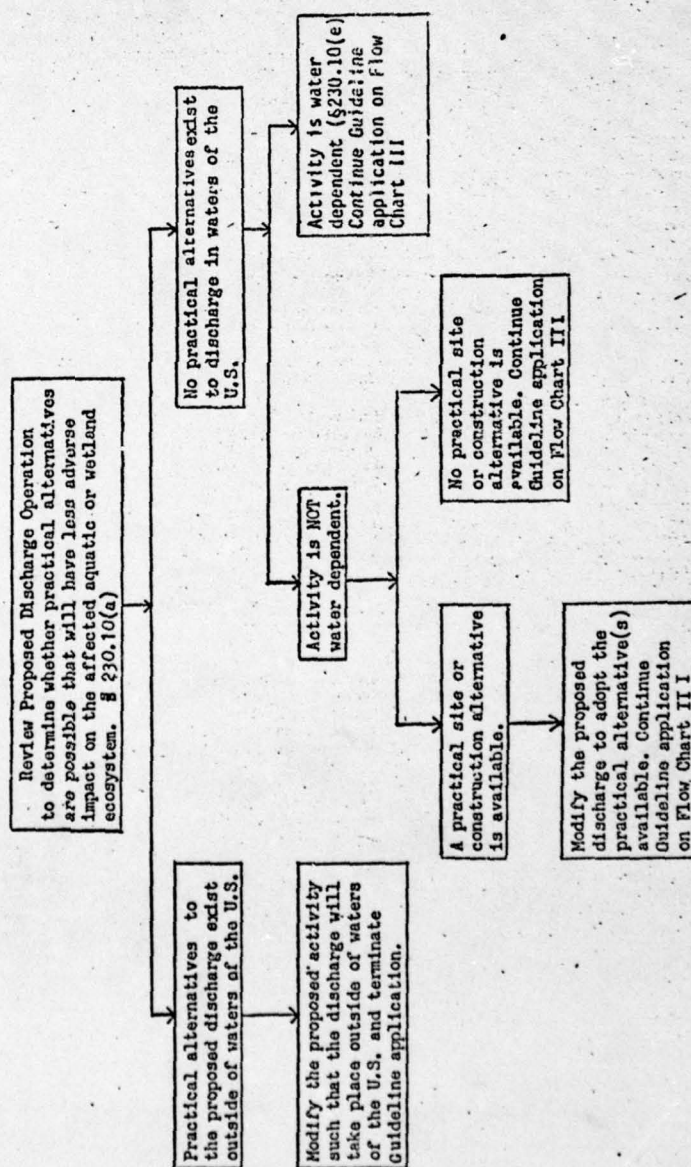 Review Proposed Discharge Operation
to determine whether practical alternatives
are possible that will have less adverse
impact on the affected aquatic or wetland
ecosystem. § 230.10(a)
Practical alternatives to
the proposed discharge exist
outside of waters of the U.S.
Modify the proposed activity
such that the discharge will
take place outside of waters
of the U.S. and terminate
Guideline application.
No practical alternatives exist
to discharge in waters of the
U.S.
Activity is NOT
water dependent.
A practical site or
construction alternative
is available.
Modify the proposed
discharge to adopt the
practical alternative(s)
available. Continue
Guideline application
on Flow Chart III
No practical site
or construction
alternative is
available. Continue
Guideline application
on Flow Chart III
Activity is water
dependent (§230.10(e)
Continue Guideline
application on Flow
Chart III